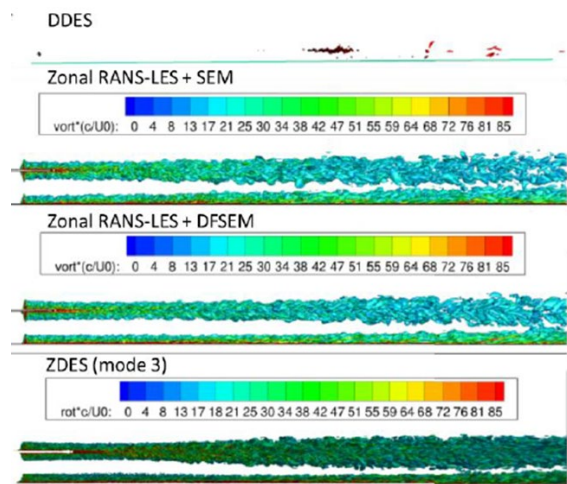 DDES
Zonal RANS-LES + SEM
vort*(c/U0): 0 4 8 13 17 21 25 30 34 38 42 47 51 55 59 64 68 72 76 81 85
Zonal RANS-LES + DFSEM
vort*(c/U0): 0 4 8 13 17 21 25 30 34 38 42 47 51 55 59 64 68 72 76 81 85
ZDES (mode 3)
rot*c/U0: 0 4 8 13 17 21 25 30 34 38 42 47 51 55 59 64 68 72 76 81 85